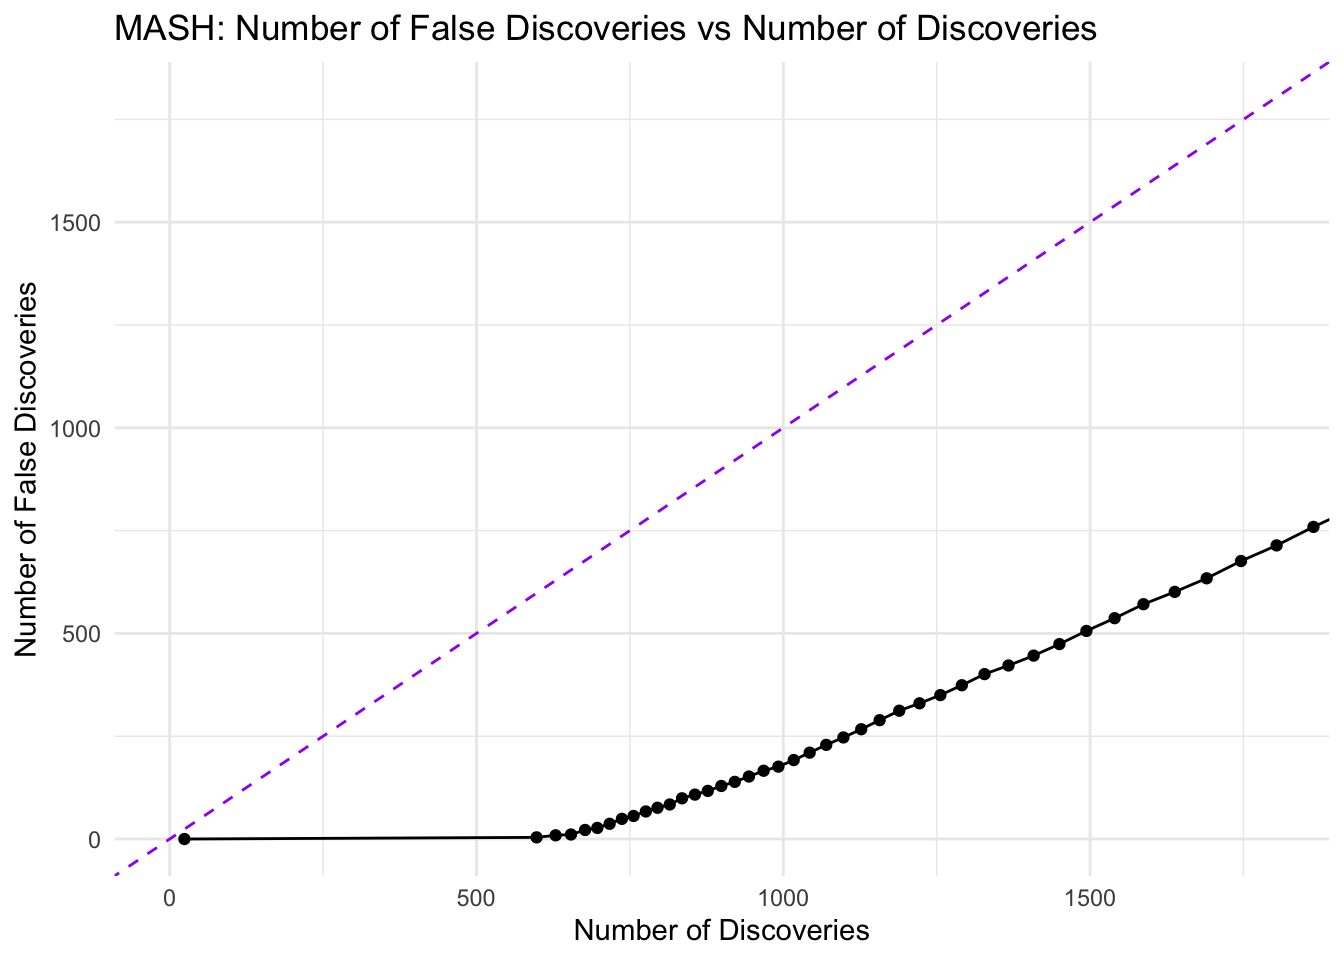 MASH: Number of False Discoveries vs Number of Discoveries
Number of False Discoveries
1500
1000
500
0
0 500 1000 1500
Number of Discoveries